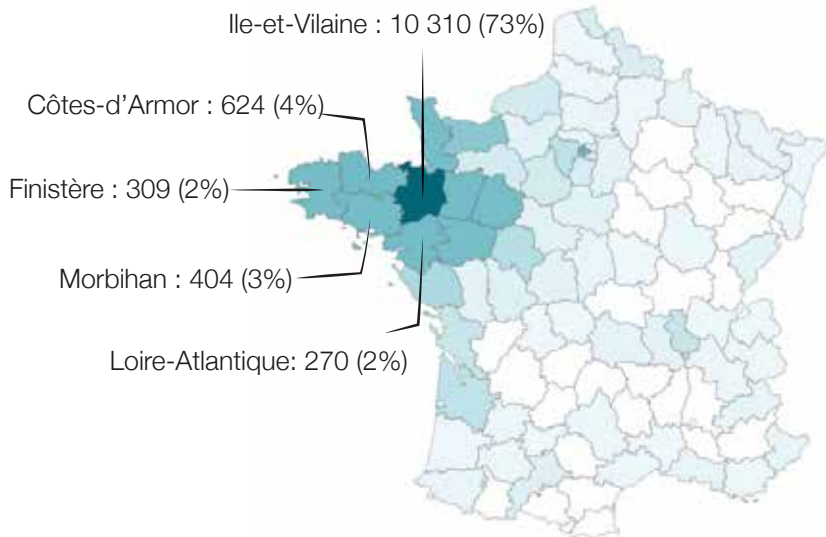 Ile-et-Vilaine : 10 310 (73%)
Côtes-d'Armor : 624 (4%)
Finistère : 309 (2%)
Morbihan : 404 (3%)
Loire-Atlantique: 270 (2%)